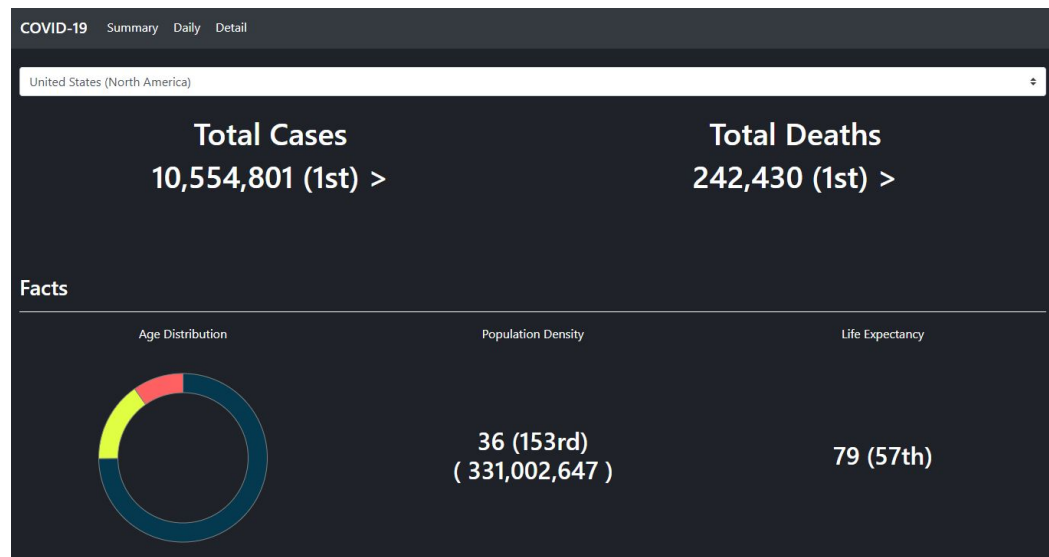 COVID-19 Summary Daily Detail
United States (North America)
Total Cases
10,554,801 (1st) >
Total Deaths
242,430 (1st) >
Facts
Age Distribution
Population Density
36 (153rd)
( 331,002,647 )
Life Expectancy
79 (57th)